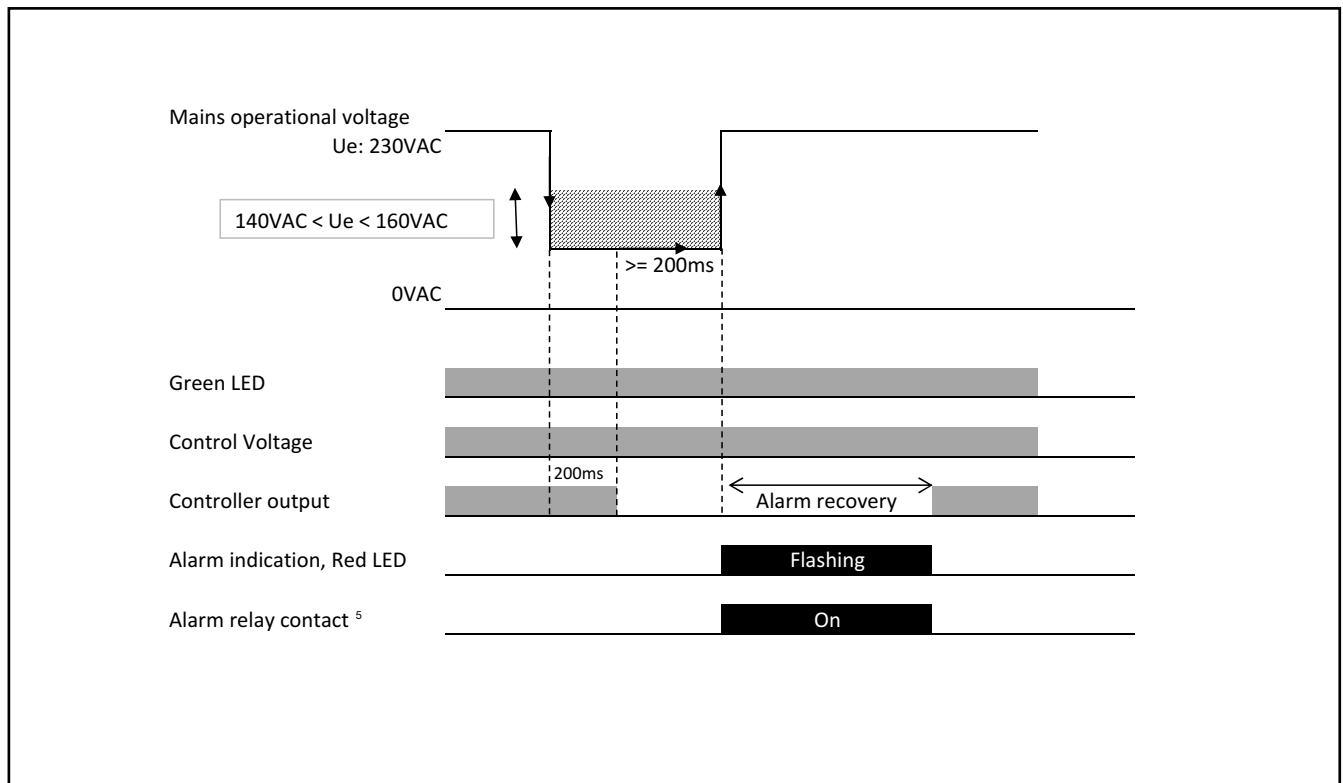 Mains operational voltage
Ue: 230VAC
140VAC < Ue < 160VAC
>= 200ms
0VAC
Green LED
Control Voltage
200ms
Controller output
Alarm recovery
Alarm indication, Red LED
Flashing
Alarm relay contact ⁵
On